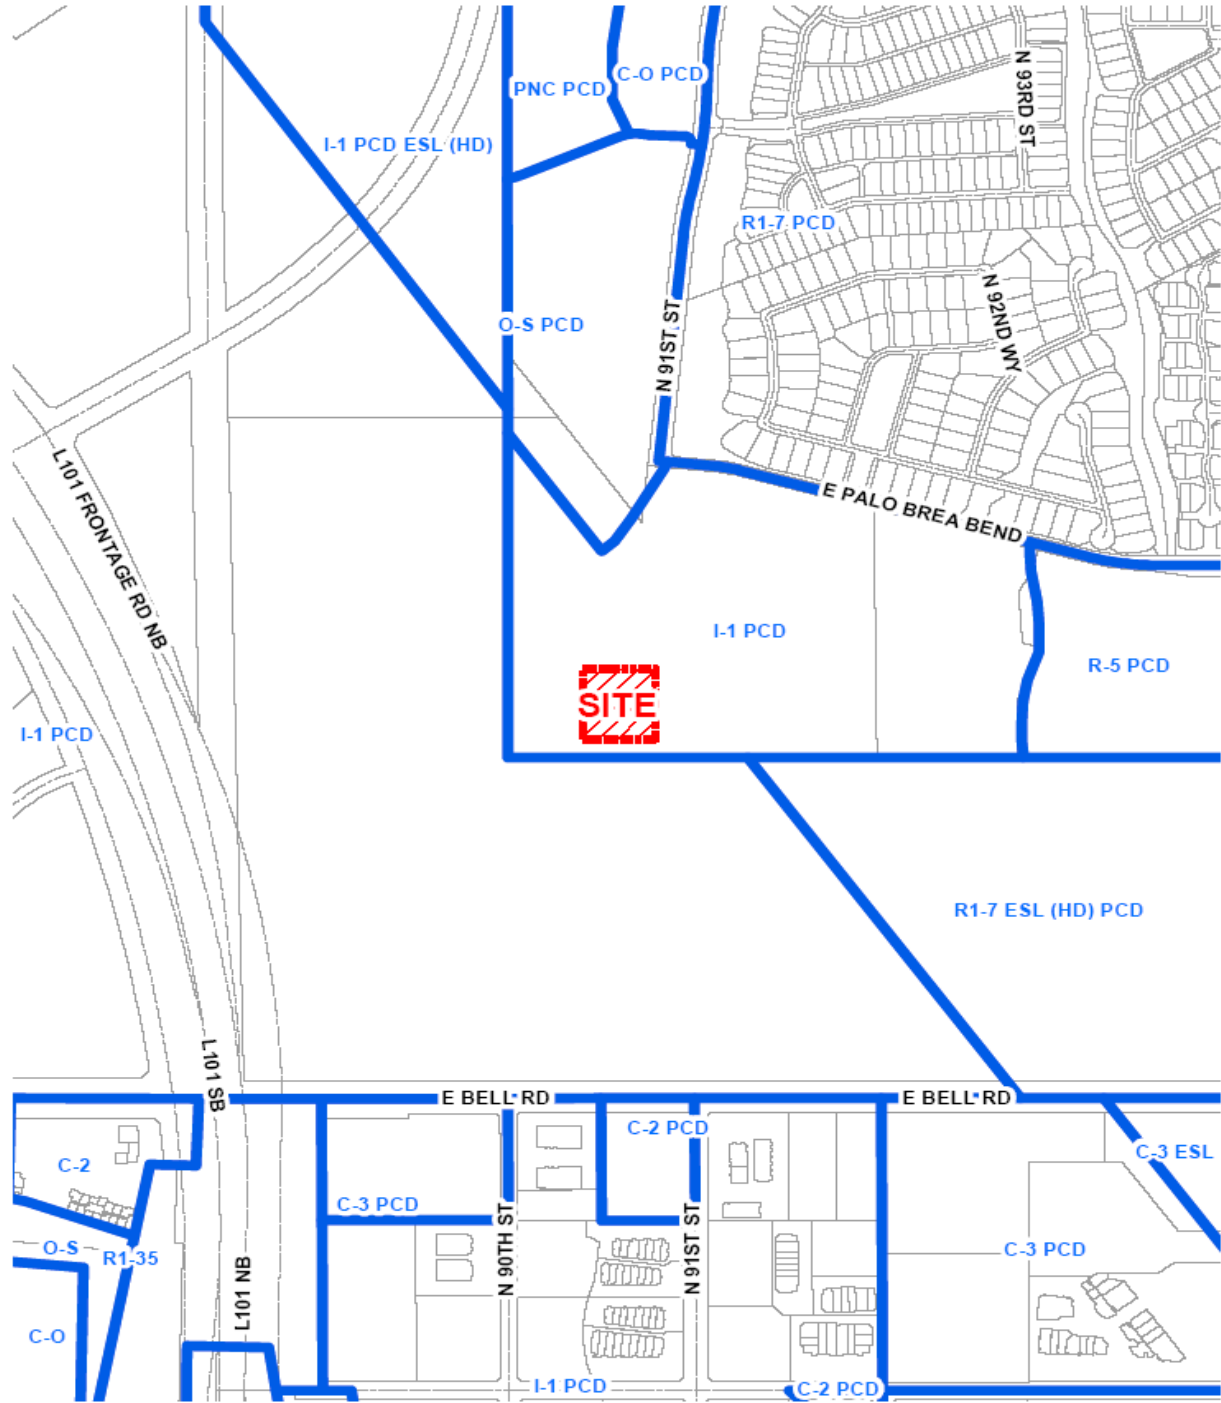 C-O PCD
PNC PCD
N 93RD ST
I-1 PCD ESL (HD)
R1-7 PCD
N 92ND WY
O-S PCD
N 91ST ST
L101 FRONTAGE RD NB
E PALO BREA BEND
I-1 PCD
R-5 PCD
SITE
I-1 PCD
R1-7 ESL (HD) PCD
L101 SB
E BELL RD
E BELL RD
C-2 PCD
C-3 ESL
C-2
C-3 PCD
N 90TH ST
N 91ST ST
O-S
R1-35
C-3 PCD
L101 NB
C-O
I-1 PCD
C-2 PCD